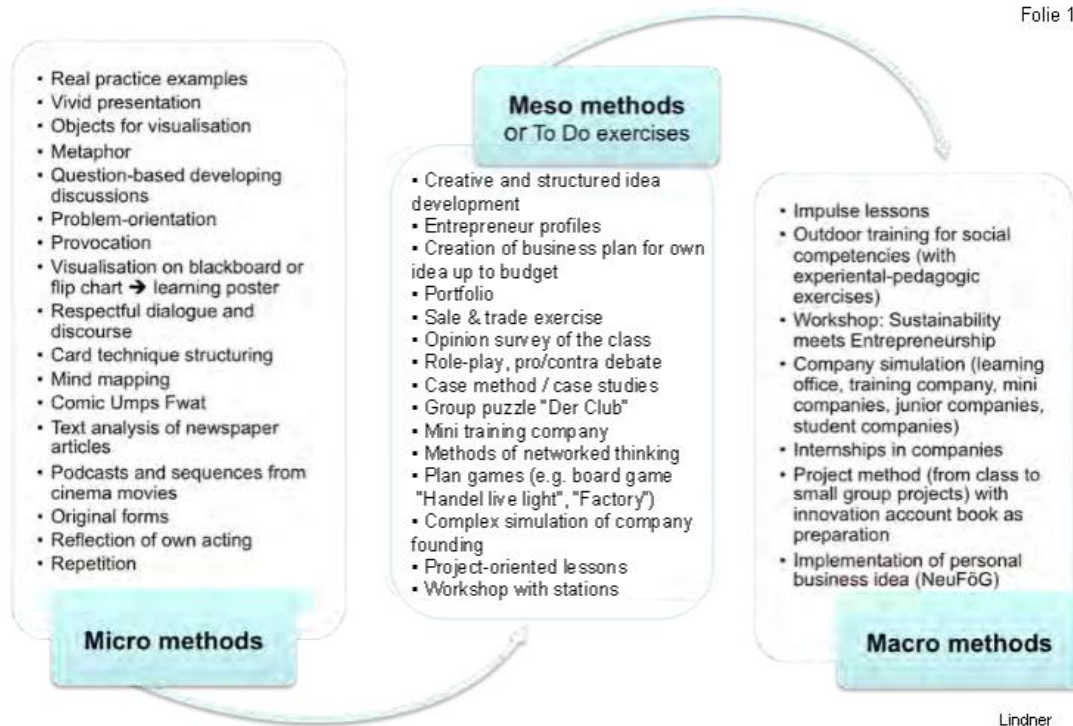 Folie 1
• Real practice examples
• Vivid presentation
• Objects for visualisation
• Metaphor
• Question-based developing
discussions
• Problem-orientation
• Provocation
• Visualisation on blackboard or
flip chart ➔ learning poster
• Respectful dialogue and
discourse
• Card technique structuring
• Mind mapping
• Comic Umps Fwat
• Text analysis of newspaper
articles
• Podcasts and sequences from
cinema movies
• Original forms
• Reflection of own acting
• Repetition
Micro methods
Meso methods
or To Do exercises
▪ Creative and structured idea
development
▪ Entrepreneur profiles
▪ Creation of business plan for own
idea up to budget
▪ Portfolio
▪ Sale & trade exercise
▪ Opinion survey of the class
▪ Role-play, pro/contra debate
▪ Case method / case studies
▪ Group puzzle "Der Club"
▪ Mini training company
▪ Methods of networked thinking
▪ Plan games (e.g. board game
"Handel live light", "Factory")
▪ Complex simulation of company
founding
▪ Project-oriented lessons
▪ Workshop with stations
• Impulse lessons
• Outdoor training for social
competencies (with
experiential-pedagogic
exercises)
• Workshop: Sustainability
meets Entrepreneurship
• Company simulation (learning
office, training company, mini
companies, junior companies,
student companies)
• Internships in companies
• Project method (from class to
small group projects) with
innovation account book as
preparation
• Implementation of personal
business idea (NeuFöG)
Macro methods
Lindner